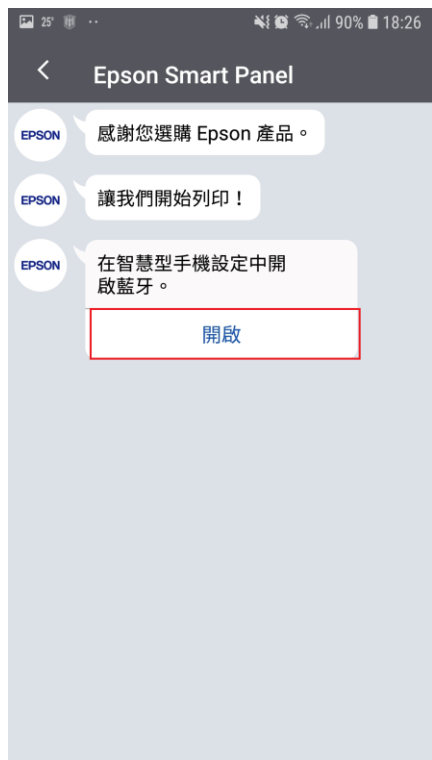 25° 90% 18:26
Epson Smart Panel
EPSON
感謝您選購 Epson 產品。
EPSON
讓我們開始列印！
EPSON
在智慧型手機設定中開
啟藍牙。
開啟